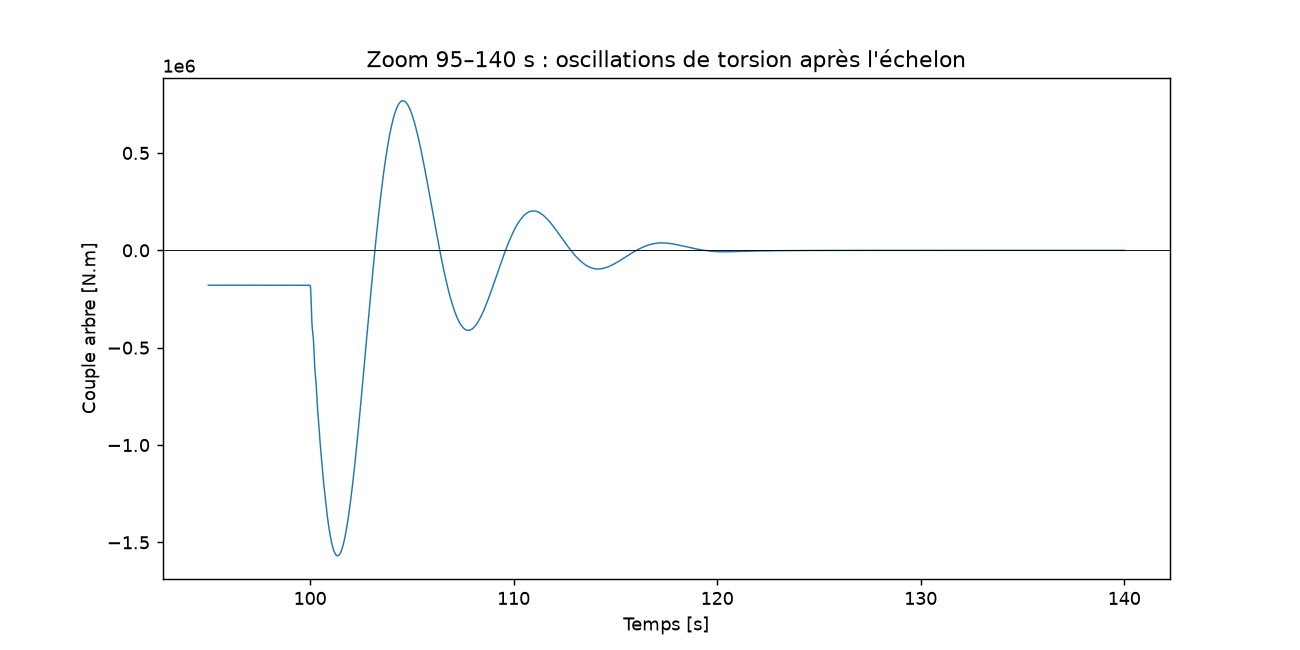 Zoom 95–140 s : oscillations de torsion après l'échelon
1e6
Couple arbre [N.m]
0.5
0.0
−0.5
−1.0
−1.5
100
110
120
130
140
Temps [s]